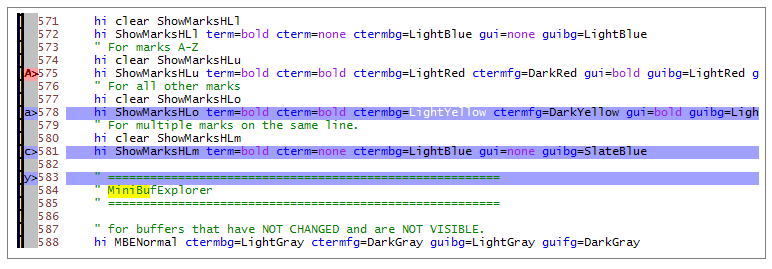 571 hi clear ShowMarksHLl
572 hi ShowMarksHLl term=bold cterm=none ctermbg=LightBlue gui=none guibg=LightBlue
573 " For marks A-Z
574 hi clear ShowMarksHLu
A>575 hi ShowMarksHLu term=bold cterm=bold ctermbg=LightRed ctermfg=DarkRed gui=bold guibg=LightRed g
576 " For all other marks
577 hi clear ShowMarksHLo
a>578 hi ShowMarksHLo term=bold cterm=bold ctermbg=LightYellow ctermfg=DarkYellow gui=bold guibg=Ligh
579 " For multiple marks on the same line.
580 hi clear ShowMarksHLm
c>581 hi ShowMarksHLm term=bold cterm=none ctermbg=LightBlue gui=none guibg=SlateBlue
582
y>583 " ========================================================
584 " MiniBufExplorer
585 " ========================================================
586
587 " for buffers that have NOT CHANGED and are NOT VISIBLE.
588 hi MBENormal ctermbg=LightGray ctermfg=DarkGray guibg=LightGray guifg=DarkGray